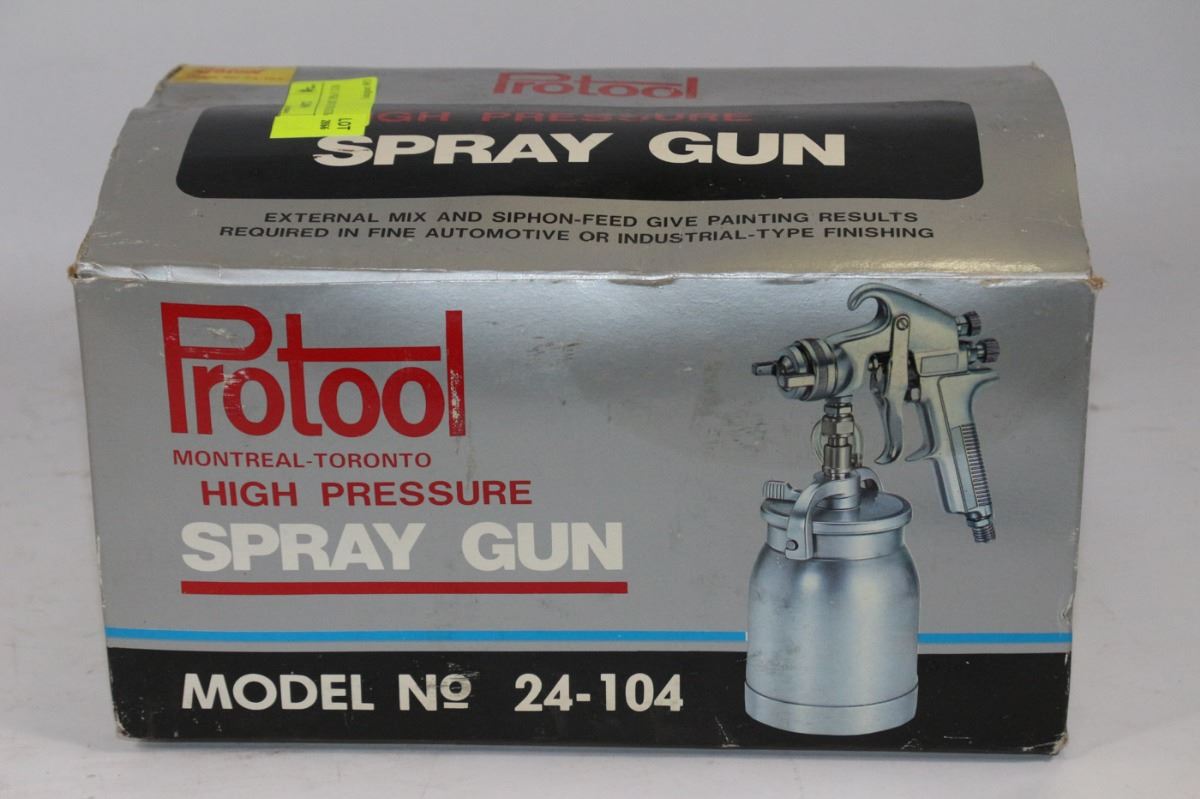 Protool
HIGH PRESSURE
SPRAY GUN
EXTERNAL MIX AND SIPHON-FEED GIVE PAINTING RESULTS
REQUIRED IN FINE AUTOMOTIVE OR INDUSTRIAL-TYPE FINISHING
LOT
Protool
MONTREAL-TORONTO
HIGH PRESSURE
SPRAY GUN
MODEL Nº 24-104